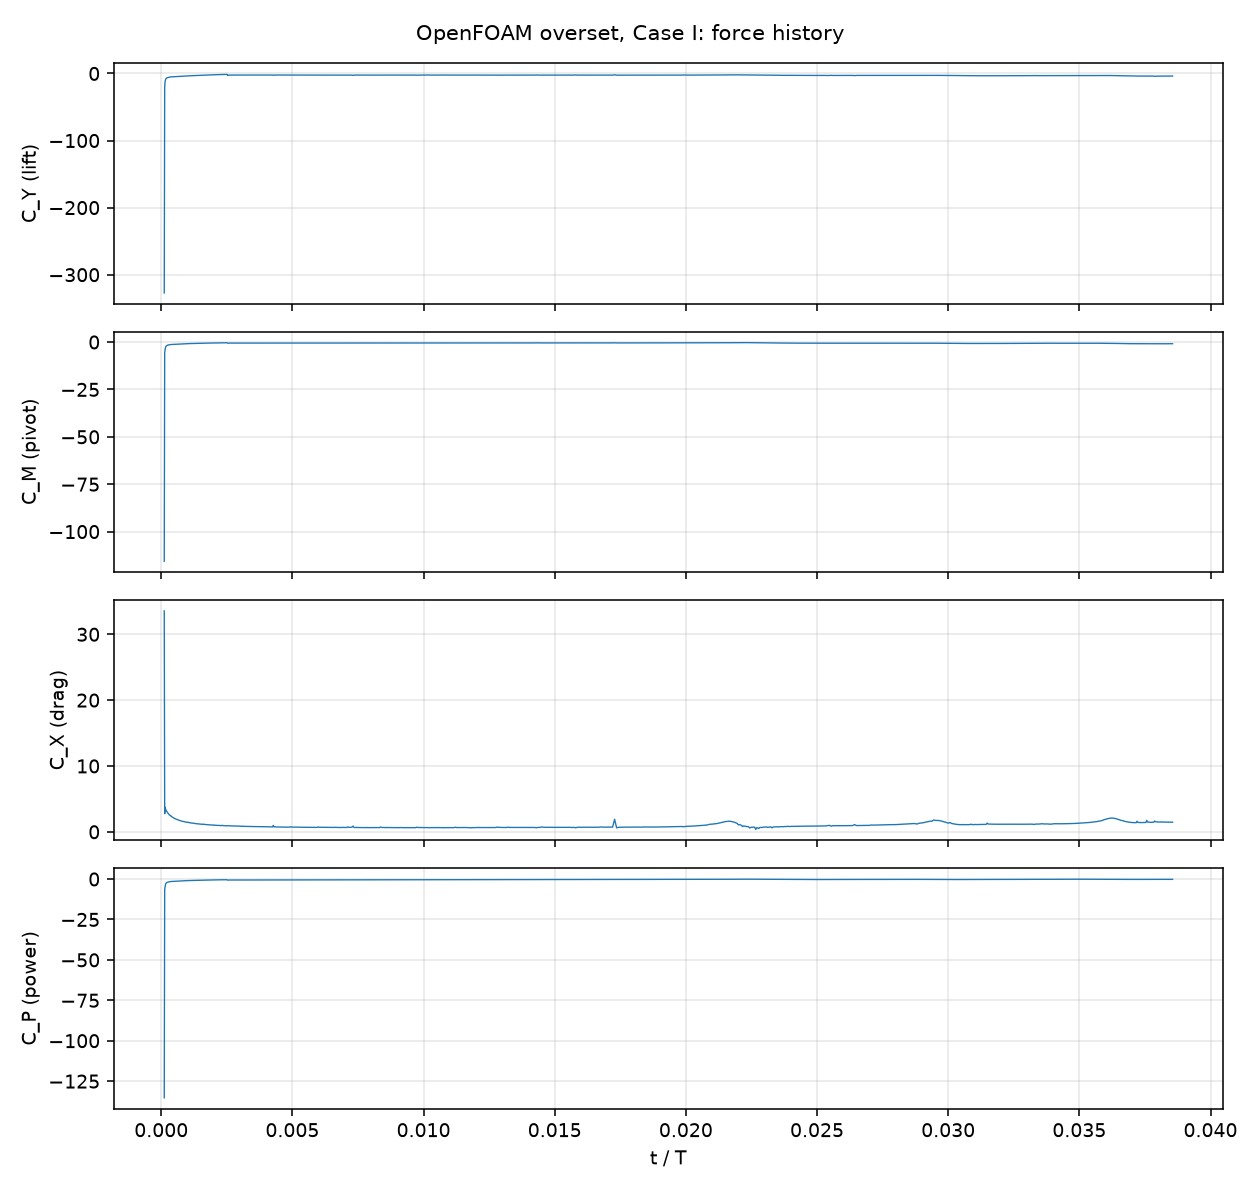 OpenFOAM overset, Case I: force history
0
−100
−200
−300
C_Y (lift)
0
−25
−50
−75
−100
C_M (pivot)
30
20
10
0
C_X (drag)
0
−25
−50
−75
−100
−125
C_P (power)
0.000 0.005 0.010 0.015 0.020 0.025 0.030 0.035 0.040
t / T